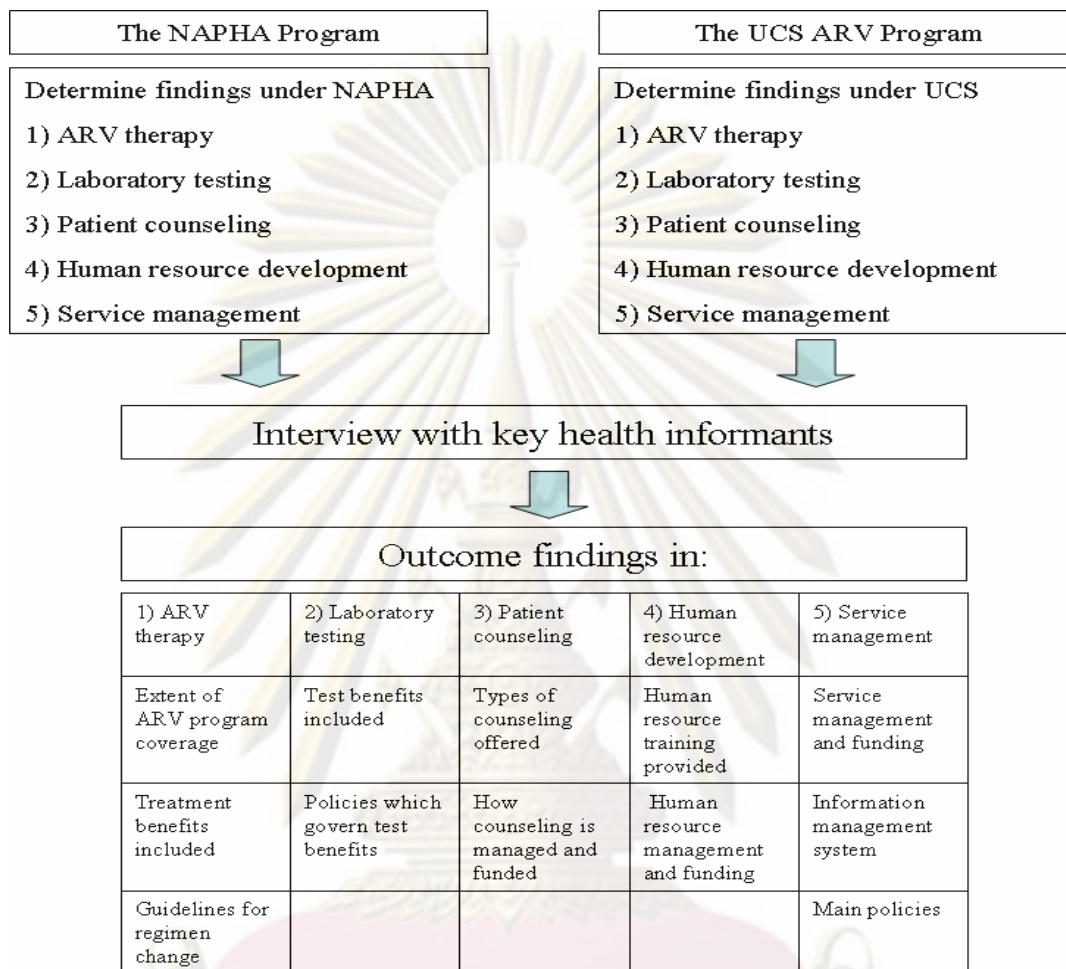 The NAPHA Program
Determine findings under NAPHA
1) ARV therapy
2) Laboratory testing
3) Patient counseling
4) Human resource development
5) Service management
The UCS ARV Program
Determine findings under UCS
1) ARV therapy
2) Laboratory testing
3) Patient counseling
4) Human resource development
5) Service management
Interview with key health informants
Outcome findings in:
1) ARV
therapy
2) Laboratory
testing
3) Patient
counseling
4) Human
resource
development
5) Service
management
Extent of
ARV program
coverage
Test benefits
included
Types of
counseling
offered
Human
resource
training
provided
Service
management
and funding
Treatment
benefits
included
Policies which
govern test
benefits
How
counseling is
managed and
funded
Human
resource
management
and funding
Information
management
system
Guidelines for
regimen
change
Main policies